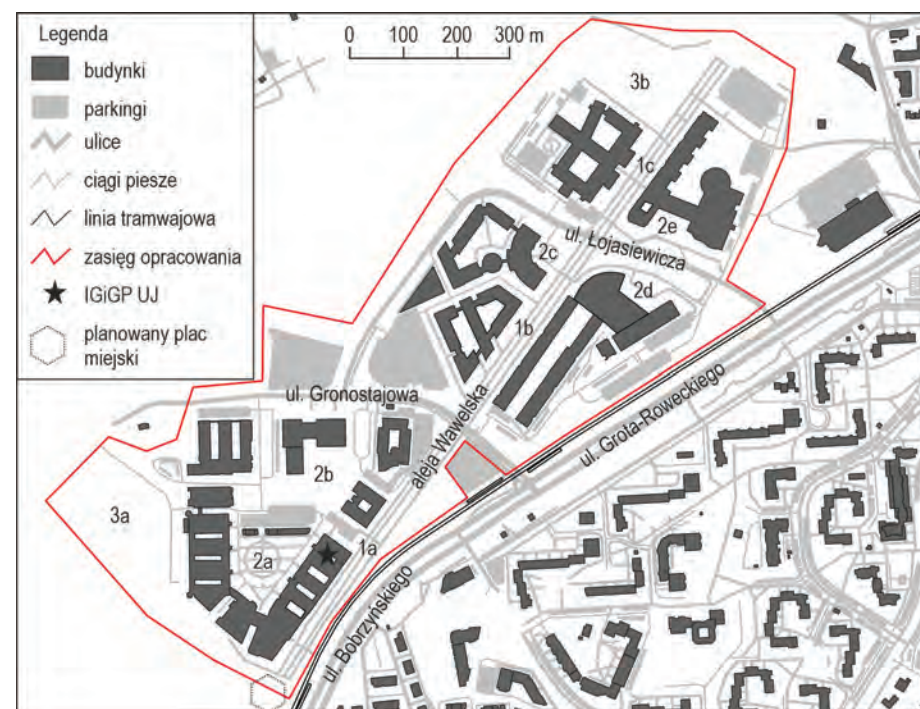 Legenda
budynki
parkingi
ulice
ciągi piesze
linia tramwajowa
zasięg opracowania
IGiGP UJ
planowany plac
miejski
0 100 200 300 m
3b
1c
2e
ul. Łojasiewicza
2c
2d
1b
ul. Gronostajowa
aleja Wawelska
ul. Grota-Roweckiego
2b
3a
1a
2a
ul. Bobrzyńskiego